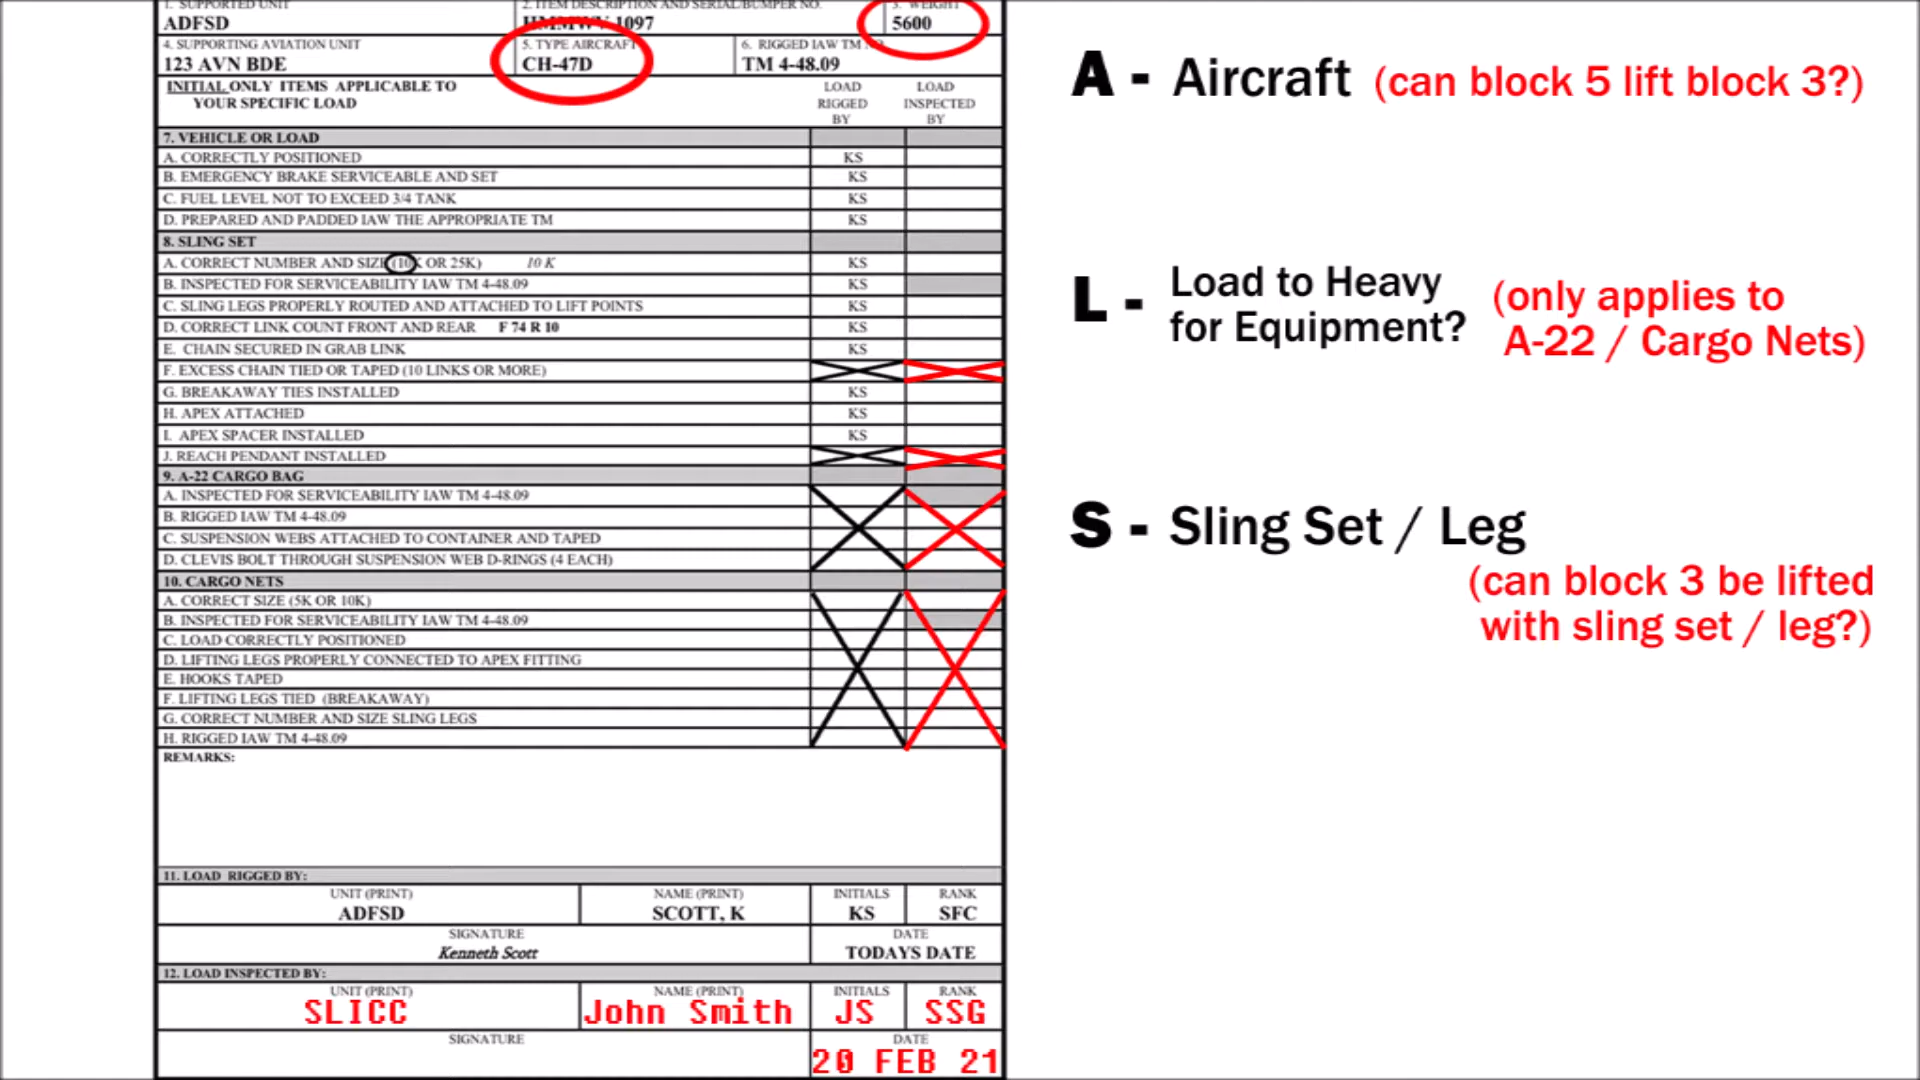 1. SUPPORTED UNIT
2. ITEM DESCRIPTION AND SERIAL/BUMPER NO.
3. WEIGHT
ADFSD
HMMWV 1097
5600
4. SUPPORTING AVIATION UNIT
5. TYPE AIRCRAFT
6. RIGGED IAW TM
123 AVN BDE
CH-47D
TM 4-48.09
INITIAL ONLY ITEMS APPLICABLE TO
YOUR SPECIFIC LOAD
LOAD
RIGGED
BY
LOAD
INSPECTED
BY
7. VEHICLE OR LOAD
A. CORRECTLY POSITIONED KS
B. EMERGENCY BRAKE SERVICEABLE AND SET KS
C. FUEL LEVEL NOT TO EXCEED 3/4 TANK KS
D. PREPARED AND PADDED IAW THE APPROPRIATE TM KS
8. SLING SET
A. CORRECT NUMBER AND SIZE (10K OR 25K) 10 K KS
B. INSPECTED FOR SERVICEABILITY IAW TM 4-48.09 KS
C. SLING LEGS PROPERLY ROUTED AND ATTACHED TO LIFT POINTS KS
D. CORRECT LINK COUNT FRONT AND REAR F 74 R 10 KS
E. CHAIN SECURED IN GRAB LINK KS
F. EXCESS CHAIN TIED OR TAPED (10 LINKS OR MORE)
G. BREAKAWAY TIES INSTALLED KS
H. APEX ATTACHED KS
I. APEX SPACER INSTALLED KS
J. REACH PENDANT INSTALLED
9. A-22 CARGO BAG
A. INSPECTED FOR SERVICEABILITY IAW TM 4-48.09
B. RIGGED IAW TM 4-48.09
C. SUSPENSION WEBS ATTACHED TO CONTAINER AND TAPED
D. CLEVIS BOLT THROUGH SUSPENSION WEB D-RINGS (4 EACH)
10. CARGO NETS
A. CORRECT SIZE (5K OR 10K)
B. INSPECTED FOR SERVICEABILITY IAW TM 4-48.09
C. LOAD CORRECTLY POSITIONED
D. LIFTING LEGS PROPERLY CONNECTED TO APEX FITTING
E. HOOKS TAPED
F. LIFTING LEGS TIED (BREAKAWAY)
G. CORRECT NUMBER AND SIZE SLING LEGS
H. RIGGED IAW TM 4-48.09
REMARKS:
11. LOAD RIGGED BY:
UNIT (PRINT) NAME (PRINT) INITIALS RANK
ADFSD SCOTT, K KS SFC
SIGNATURE DATE
Kenneth Scott TODAYS DATE
12. LOAD INSPECTED BY:
UNIT (PRINT) NAME (PRINT) INITIALS RANK
SLICC John Smith JS SSG
SIGNATURE DATE
20 FEB 21
A - Aircraft (can block 5 lift block 3?)
L - Load to Heavy
for Equipment?
(only applies to
A-22 / Cargo Nets)
S - Sling Set / Leg
(can block 3 be lifted
with sling set / leg?)